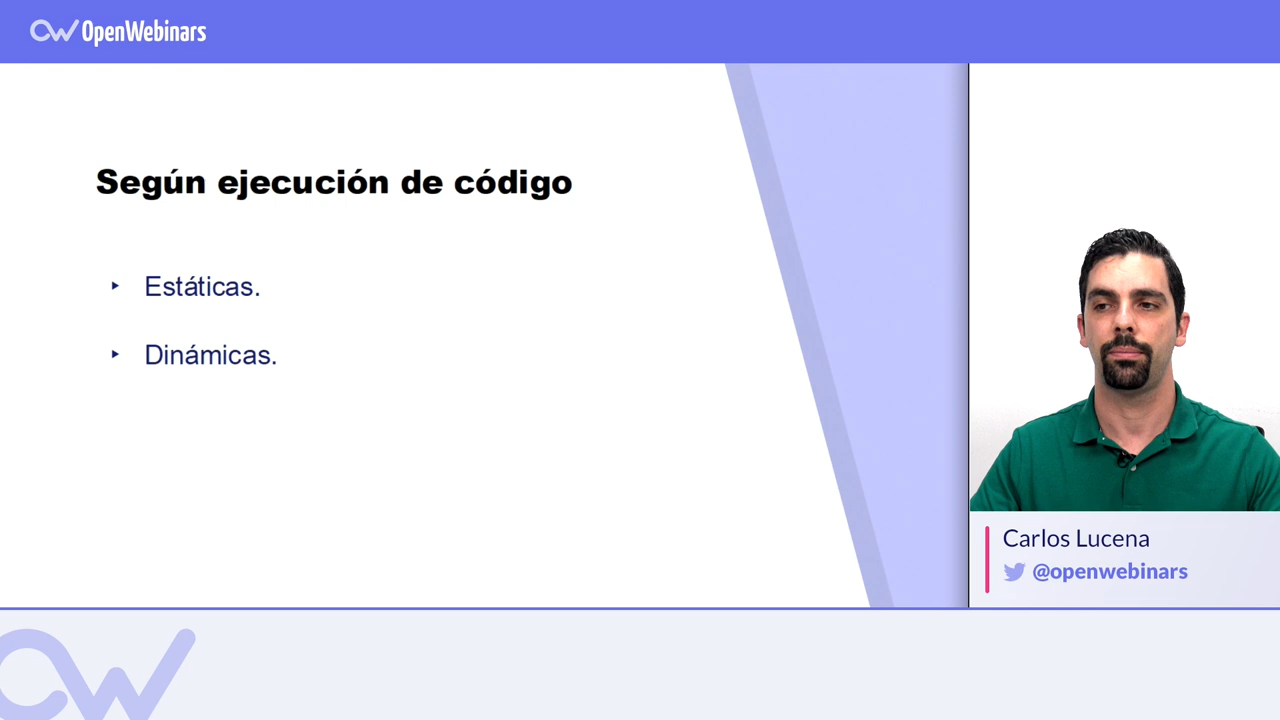 OpenWebinars
Según ejecución de código
‣ Estáticas.
‣ Dinámicas.
Carlos Lucena
@openwebinars